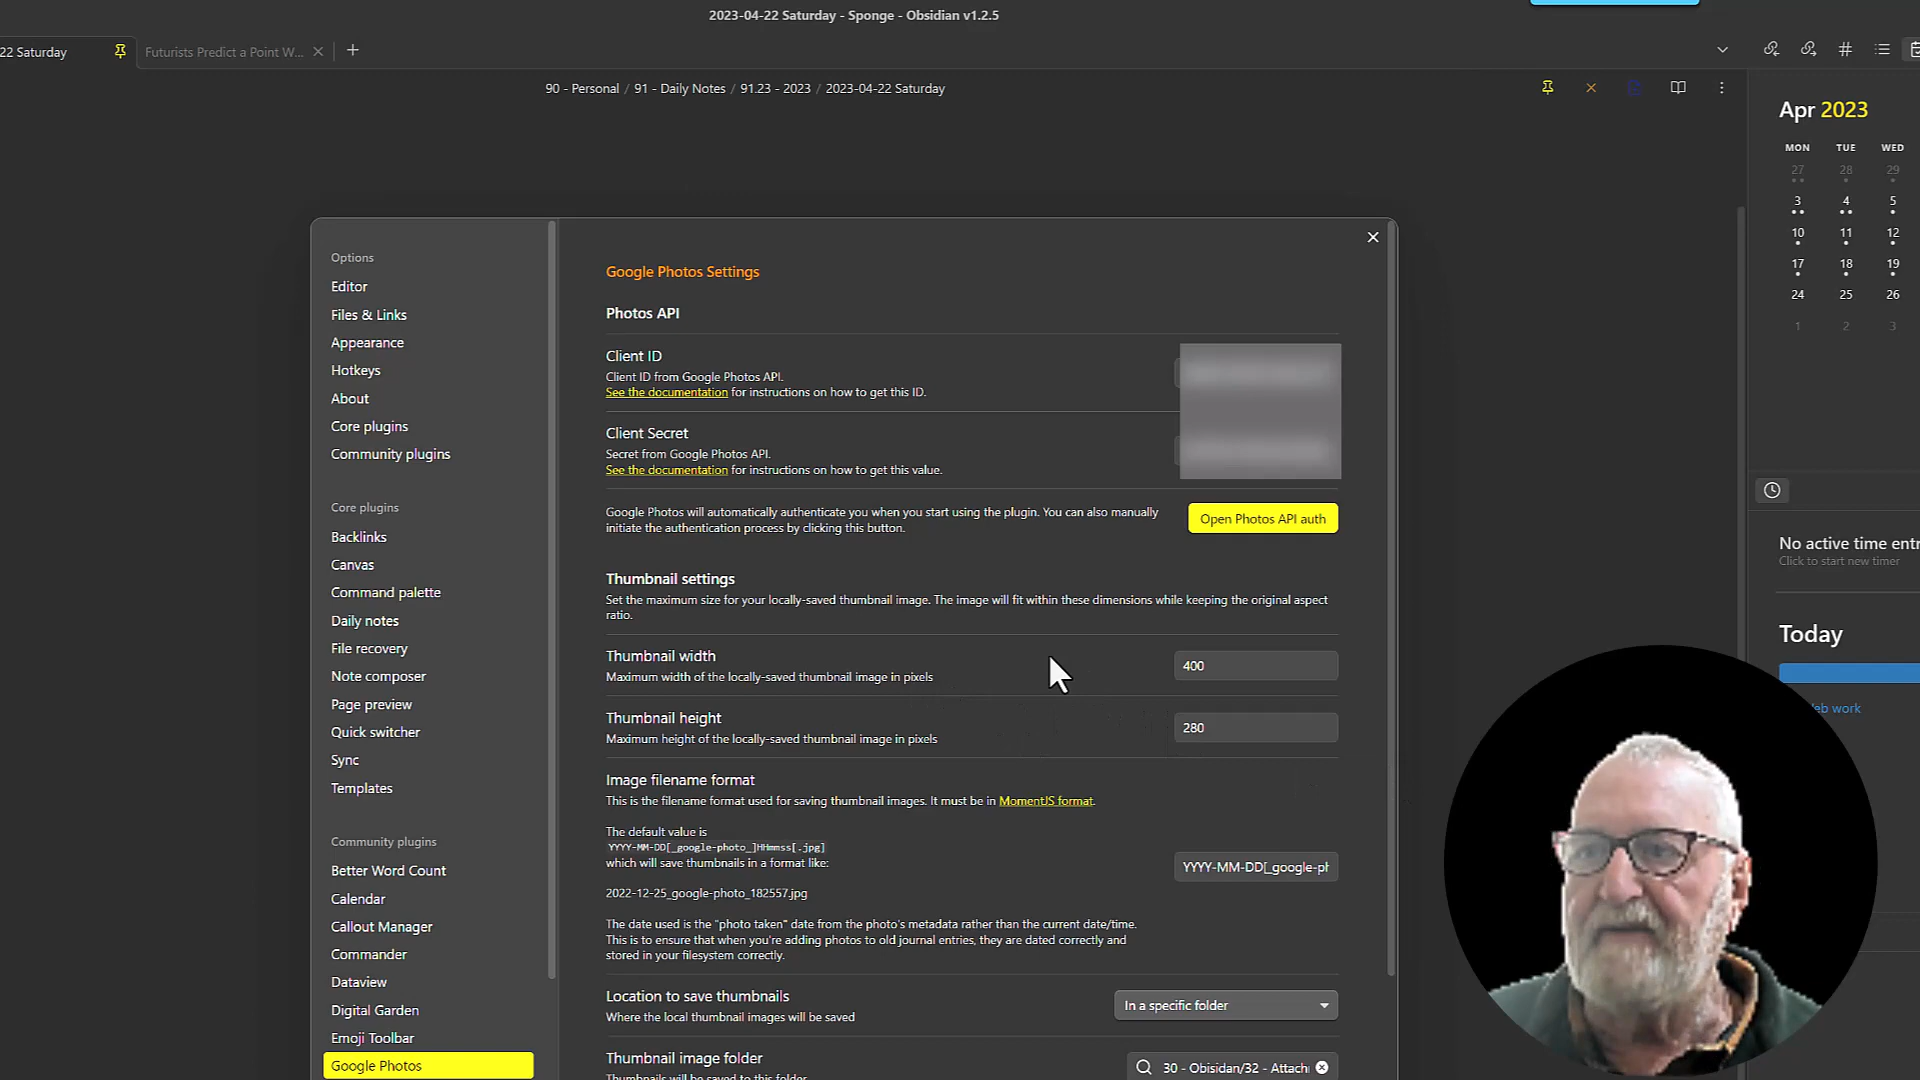 2023-04-22 Saturday - Sponge - Obsidian v1.2.5
22 Saturday
Futurists Predict a Point W...
90 - Personal / 91 - Daily Notes / 91.23 - 2023 / 2023-04-22 Saturday
Apr 2023
MON TUE WED
27 28 29
3 4 5
10 11 12
17 18 19
24 25 26
1 2 3
No active time entr
Click to start new timer
Today
eb work
Options
Editor
Files & Links
Appearance
Hotkeys
About
Core plugins
Community plugins
Core plugins
Backlinks
Canvas
Command palette
Daily notes
File recovery
Note composer
Page preview
Quick switcher
Sync
Templates
Community plugins
Better Word Count
Calendar
Callout Manager
Commander
Dataview
Digital Garden
Emoji Toolbar
Google Photos
Google Photos Settings
Photos API
Client ID
Client ID from Google Photos API.
See the documentation for instructions on how to get this ID.
Client Secret
Secret from Google Photos API.
See the documentation for instructions on how to get this value.
Google Photos will automatically authenticate you when you start using the plugin. You can also manually
initiate the authentication process by clicking this button.
Open Photos API auth
Thumbnail settings
Set the maximum size for your locally-saved thumbnail image. The image will fit within these dimensions while keeping the original aspect
ratio.
Thumbnail width
Maximum width of the locally-saved thumbnail image in pixels
400
Thumbnail height
Maximum height of the locally-saved thumbnail image in pixels
280
Image filename format
This is the filename format used for saving thumbnail images. It must be in MomentJS format.
The default value is
YYYY-MM-DD[_google-photo_]HHmmss[.jpg]
which will save thumbnails in a format like:
2022-12-25_google-photo_182557.jpg
The date used is the "photo taken" date from the photo's metadata rather than the current date/time.
This is to ensure that when you're adding photos to old journal entries, they are dated correctly and
stored in your filesystem correctly.
YYYY-MM-DD[_google-ph
Location to save thumbnails
Where the local thumbnail images will be saved
In a specific folder
Thumbnail image folder
Thumbnails will be saved to this folder
30 - Obisidan/32 - Attach